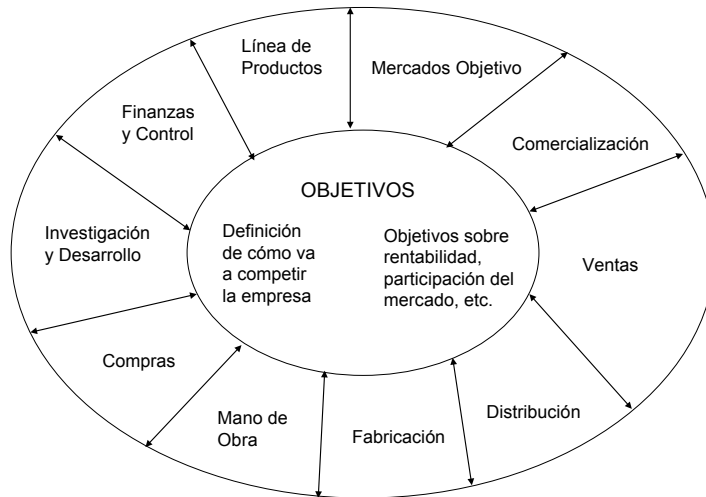 Línea de
Productos
Mercados Objetivo
Finanzas
y Control
Comercialización
OBJETIVOS
Investigación
y Desarrollo
Definición
de cómo va
a competir
la empresa
Objetivos sobre
rentabilidad,
participación del
mercado, etc.
Ventas
Compras
Mano de
Obra
Fabricación
Distribución